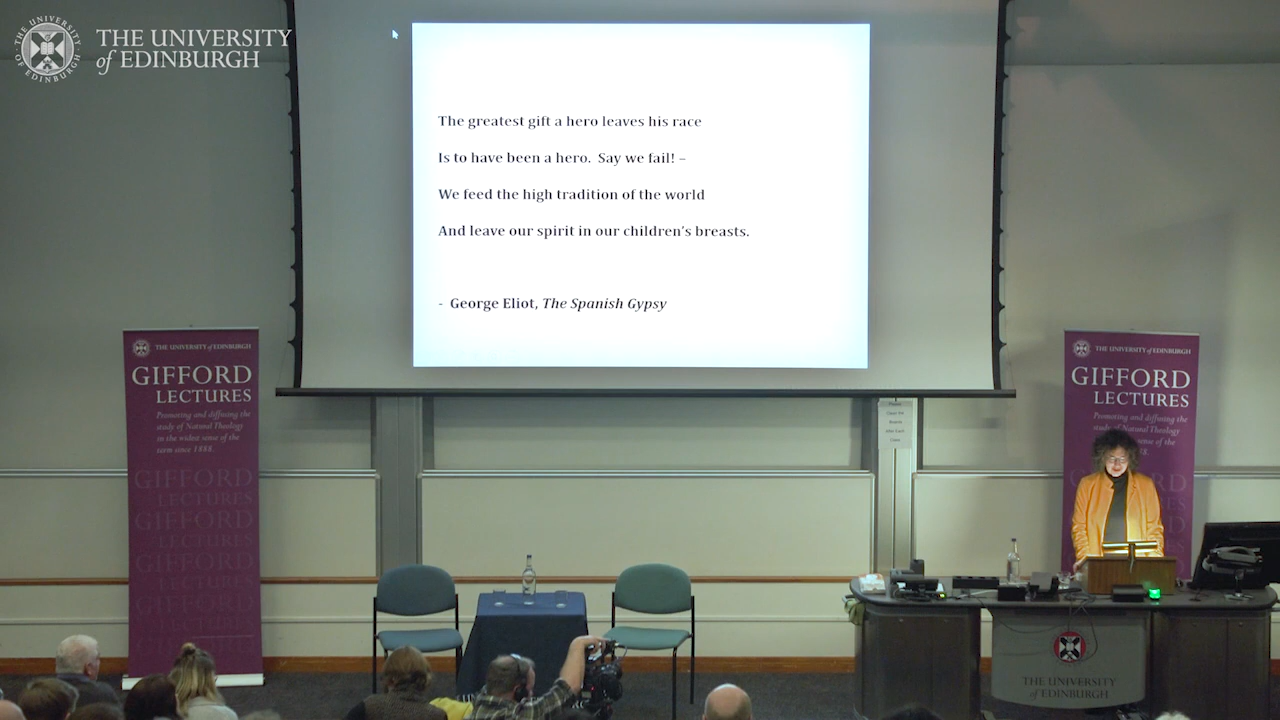 THE UNIVERSITY
of EDINBURGH
The greatest gift a hero leaves his race
Is to have been a hero.  Say we fail! –
We feed the high tradition of the world
And leave our spirit in our children's breasts.
- George Eliot, The Spanish Gypsy
THE UNIVERSITY of EDINBURGH
GIFFORD
LECTURES
Promoting and diffusing the
study of Natural Theology
in the widest sense of the
term since 1888.
GIFFORD
LECTURES
GIFFORD
LECTURES
GIFFORD
LECTURES
THE UNIVERSITY of EDINBURGH
GIFFORD
LECTURES
Promoting and diffusing the
study of Natural Theology
sense of the
THE UNIVERSITY
of EDINBURGH